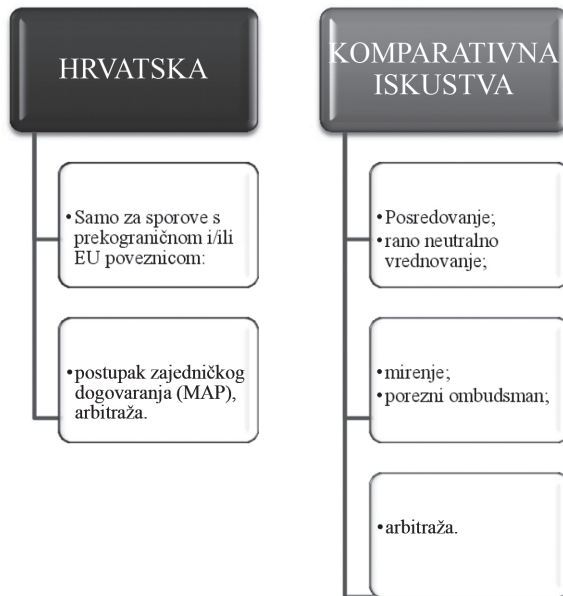 HRVATSKA
• Samo za sporove s
prekograničnom i/ili
EU poveznicom:
• postupak zajedničkog
dogovaranja (MAP),
arbitraža.
KOMPARATIVNA
ISKUSTVA
• Posredovanje;
• rano neutralno
vrednovanje;
• mirenje;
• porezni ombudsman;
• arbitraža.